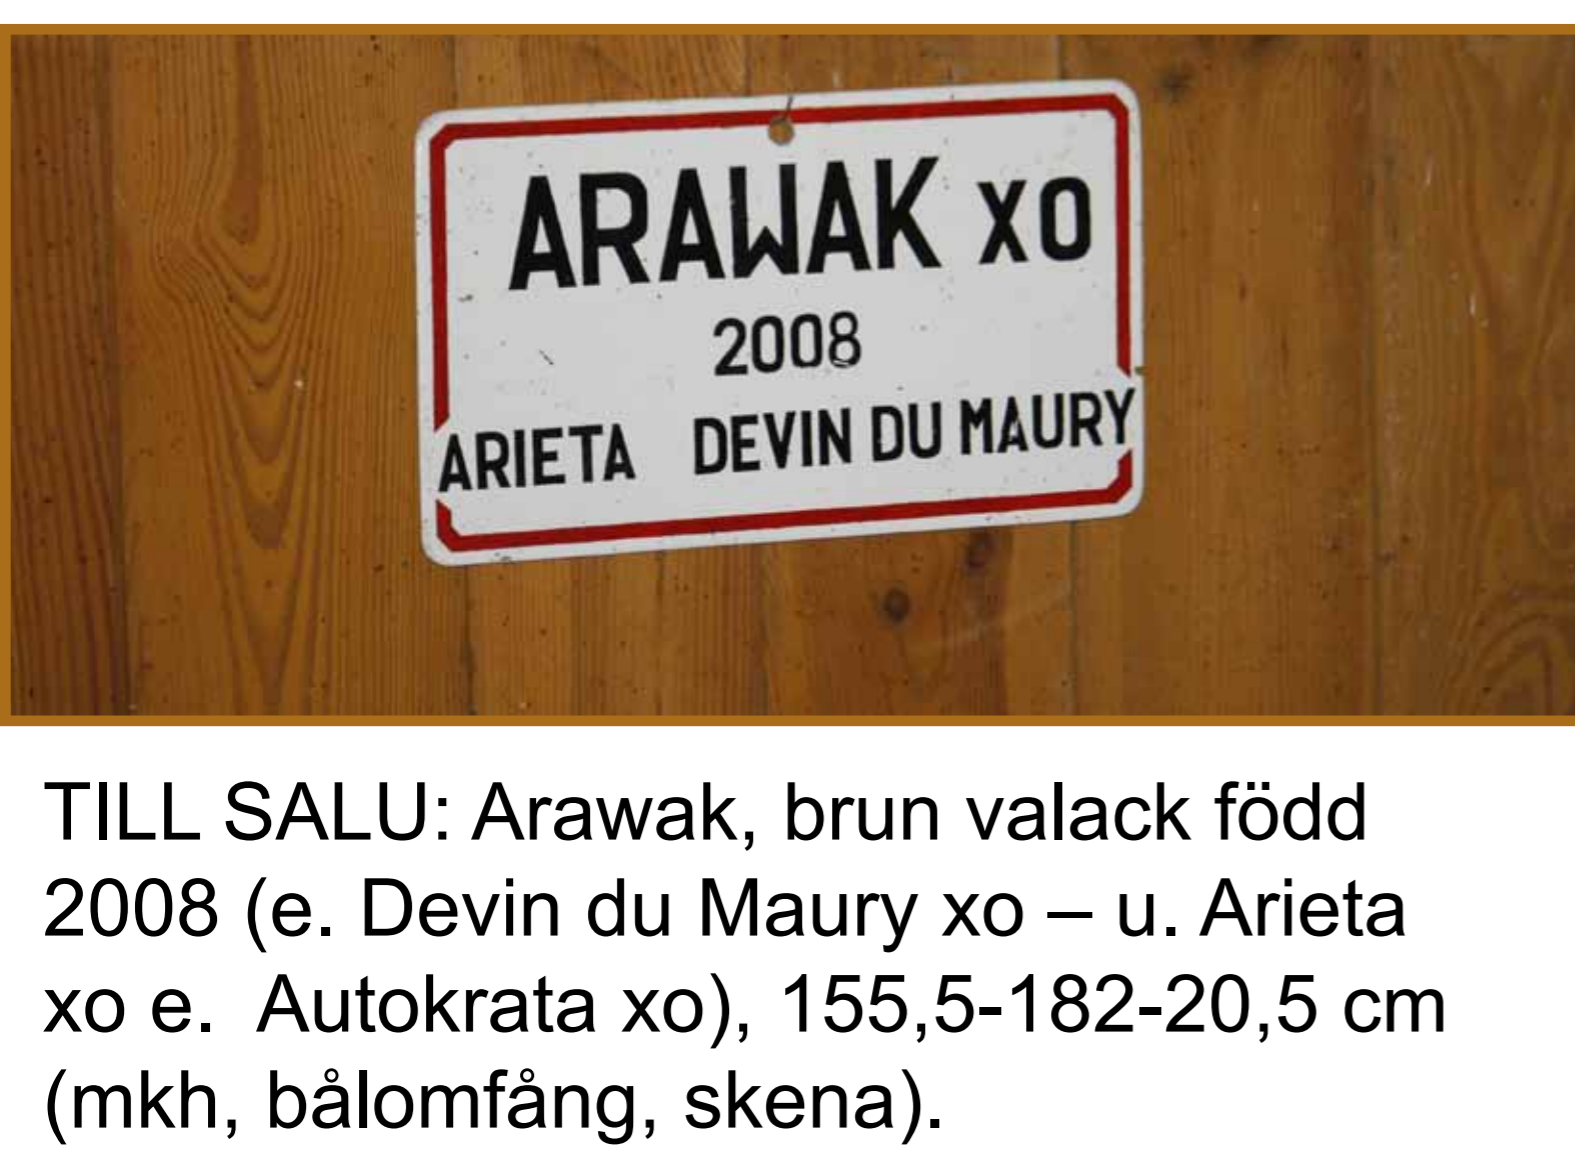 ARAWAK xo
2008
ARIETA DEVIN DU MAURY
TILL SALU: Arawak, brun valack född
2008 (e. Devin du Maury xo – u. Arieta
xo e. Autokrata xo), 155,5-182-20,5 cm
(mkh, bålomfång, skena).